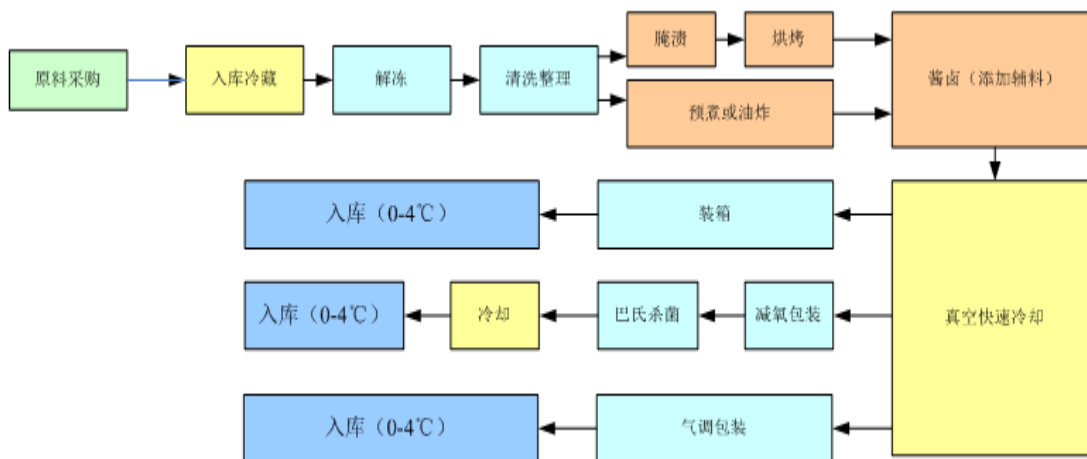 原料采购
入库冷藏
解冻
清洗整理
腌渍
烘烤
预煮或油炸
酱卤（添加辅料）
入库（0-4℃）
装箱
入库（0-4℃）
冷却
巴氏杀菌
减氧包装
真空快速冷却
入库（0-4℃）
气调包装